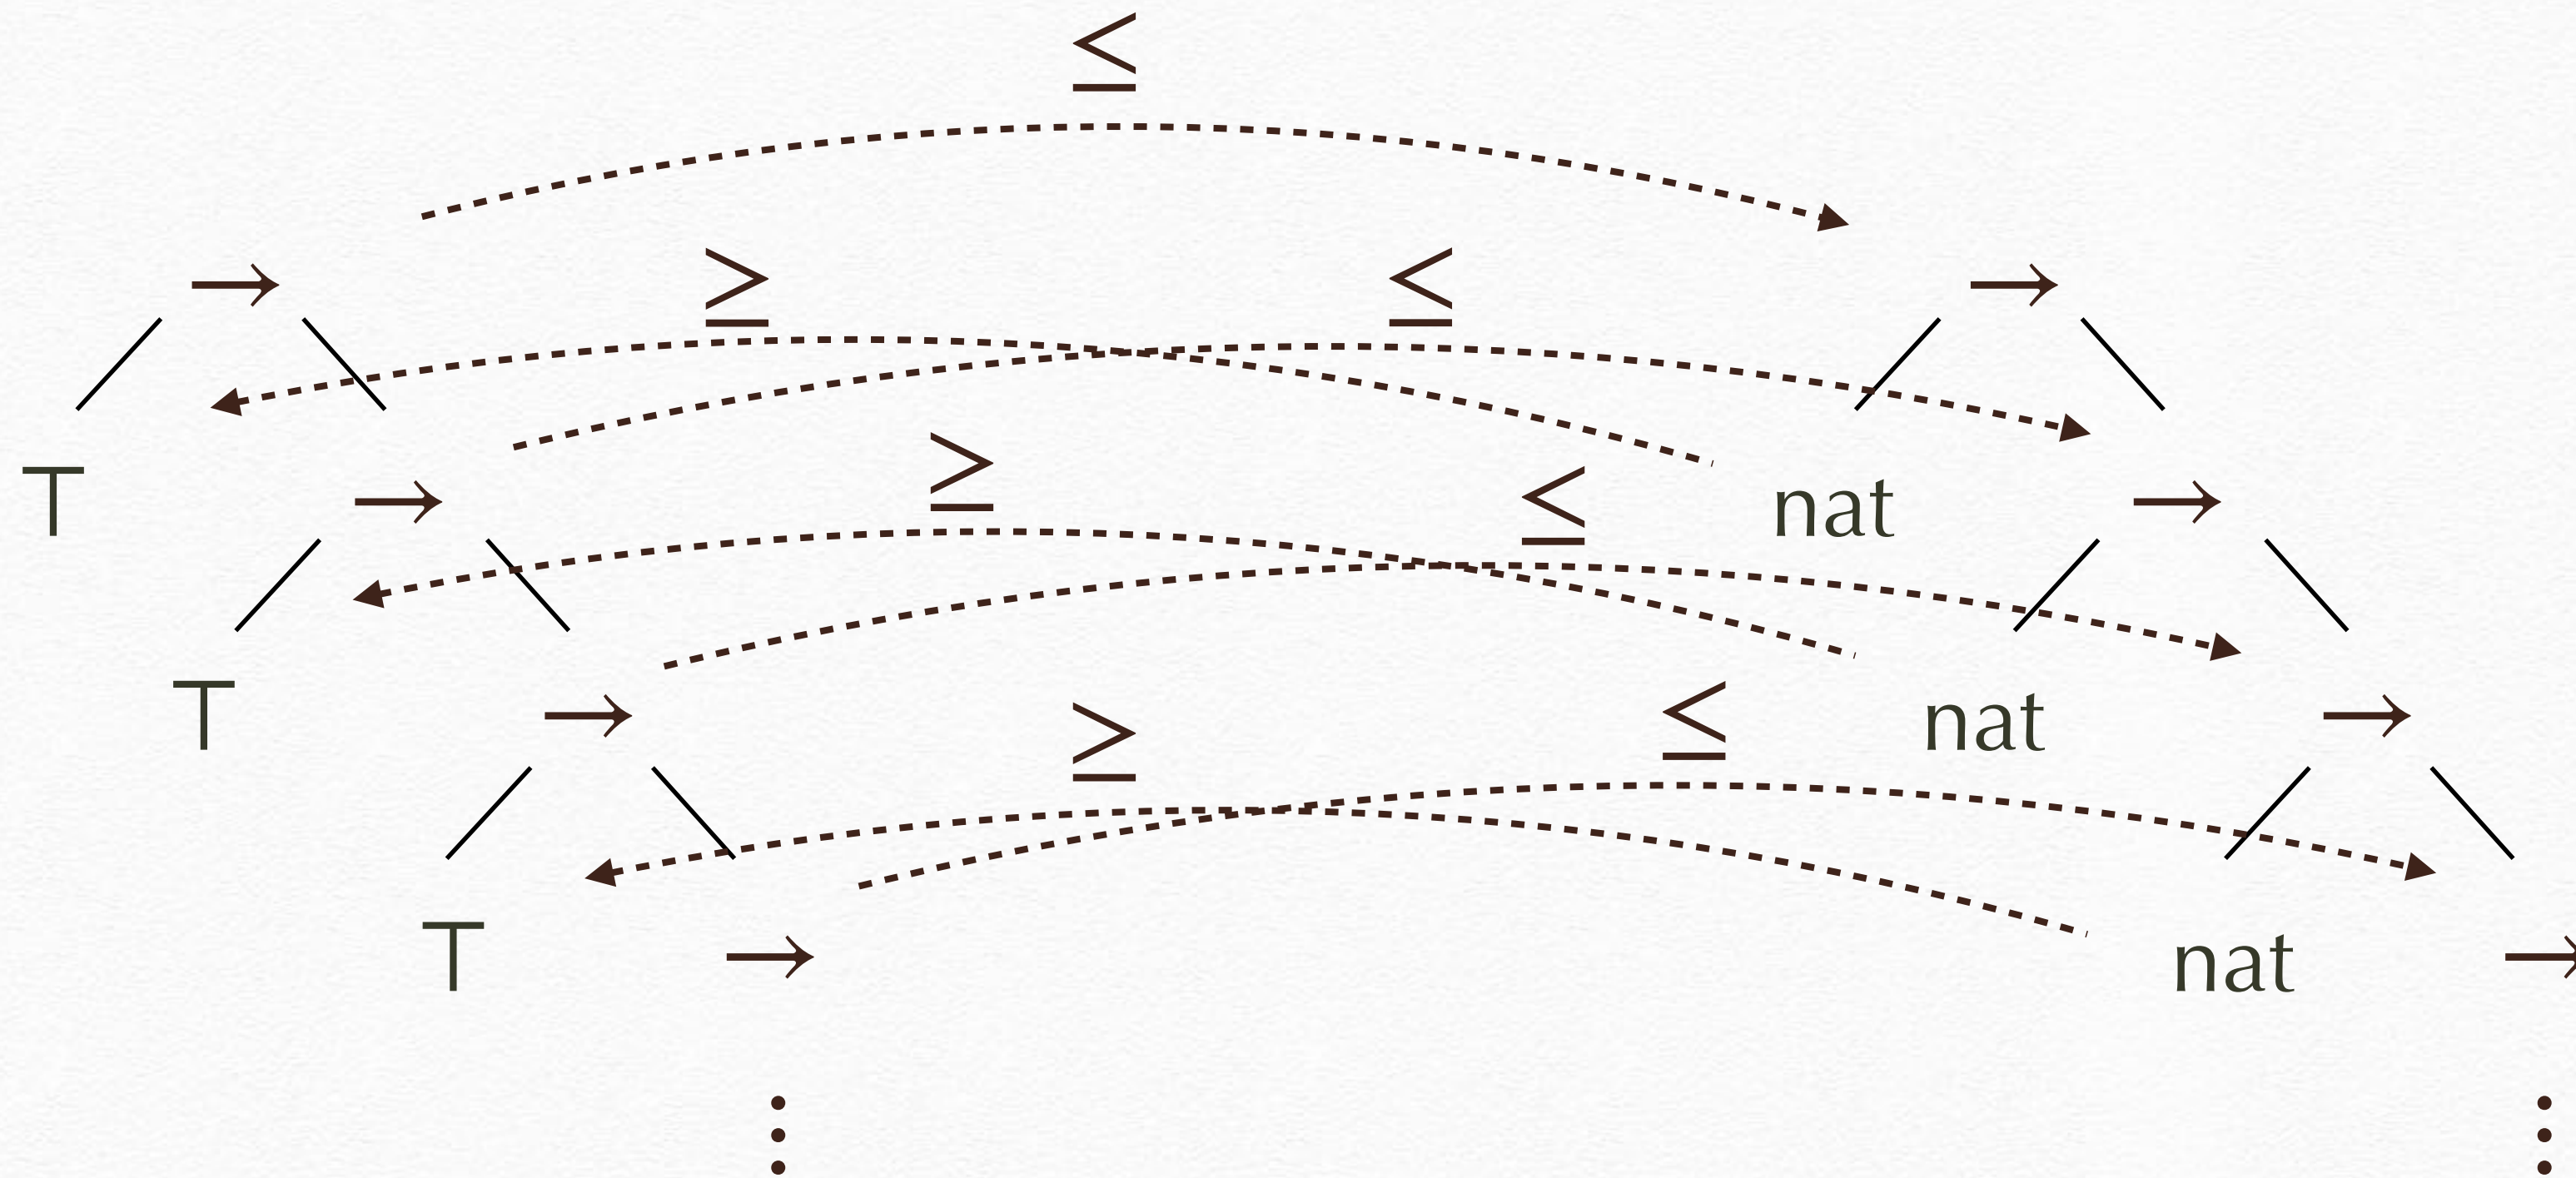 ≤
→ ≥ ≤ →
T → ≥ ≤ nat →
T → ≥ ≤ nat →
T → nat →
⋮ ⋮